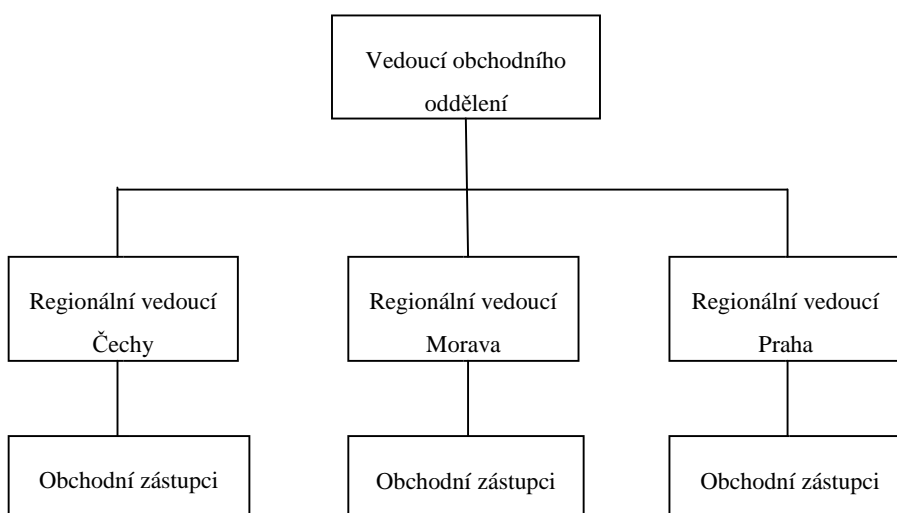 Vedoucí obchodního
oddělení
Regionální vedoucí
Čechy
Regionální vedoucí
Morava
Regionální vedoucí
Praha
Obchodní zástupci
Obchodní zástupci
Obchodní zástupci